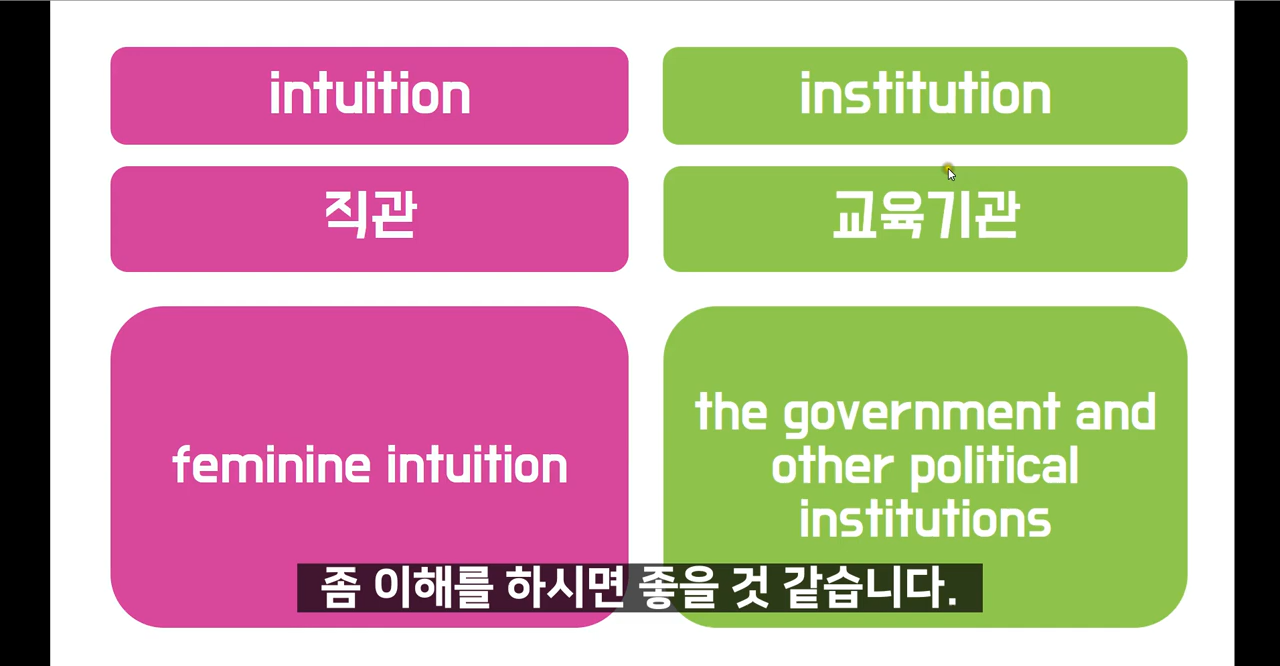 intuition
institution
직관
교육기관
feminine intuition
the government and
other political
institutions
좀 이해를 하시면 좋을 것 같습니다.